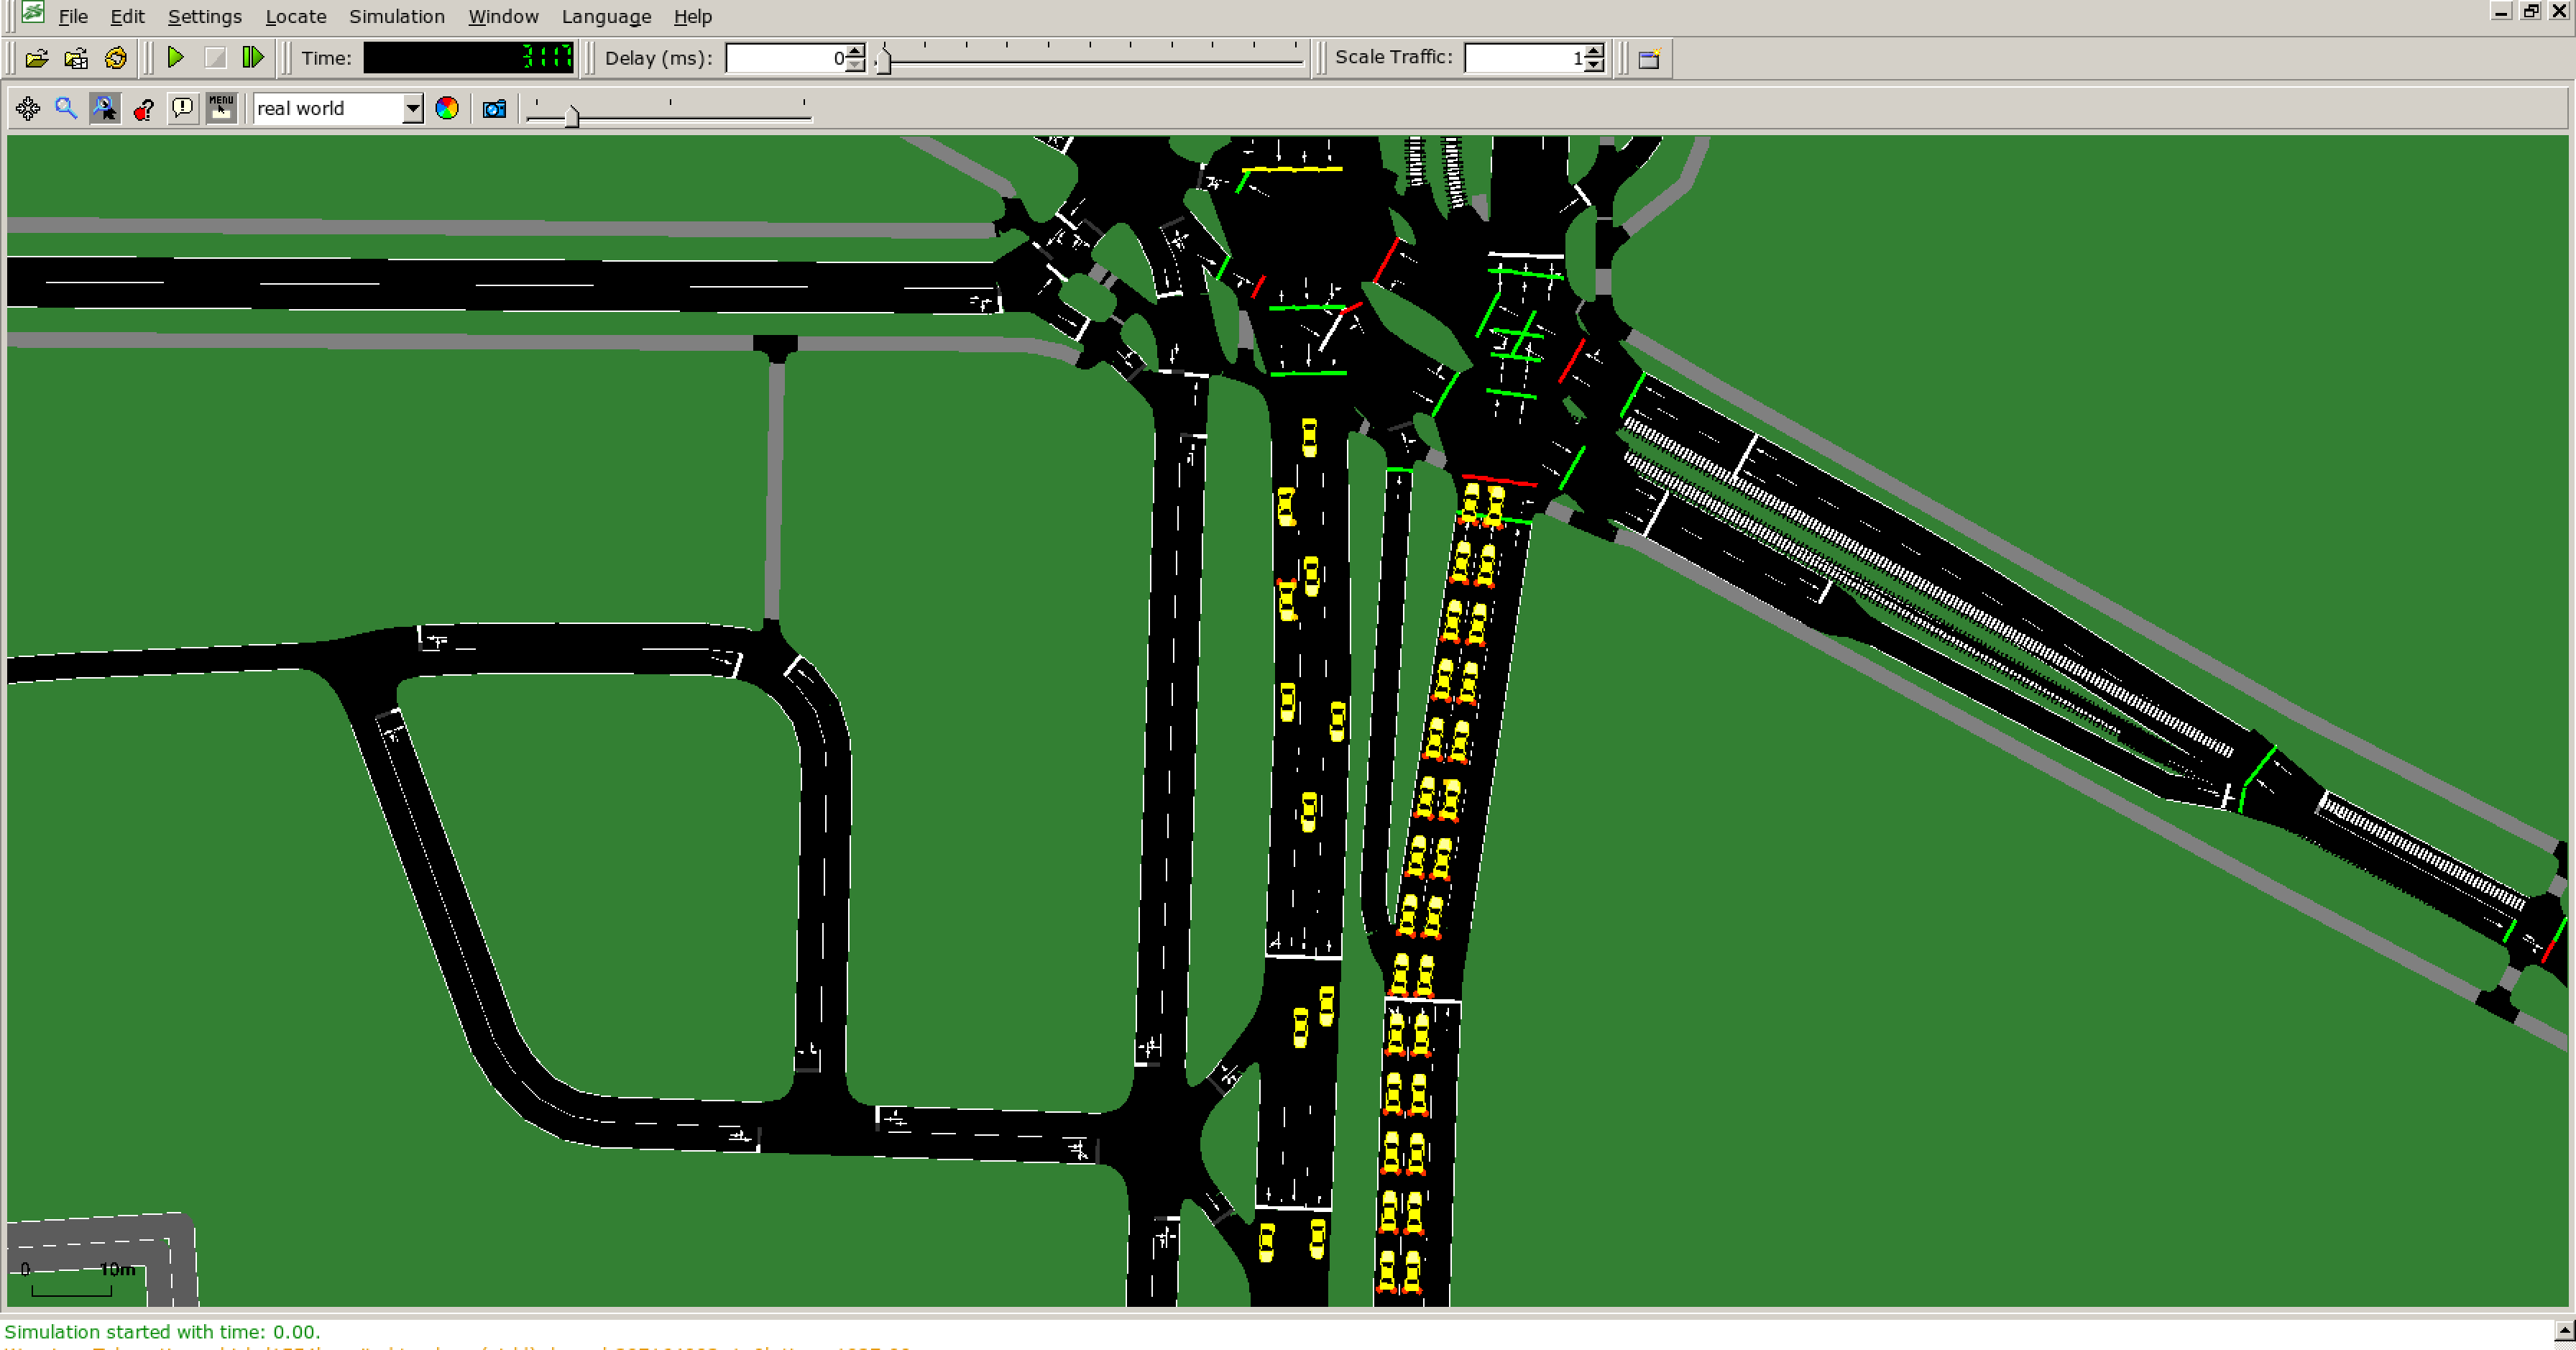 File Edit Settings Locate Simulation Window Language Help
Time: 3117 Delay (ms): 0 Scale Traffic: 1
MENU real world
0 10m
Simulation started with time: 0.00.